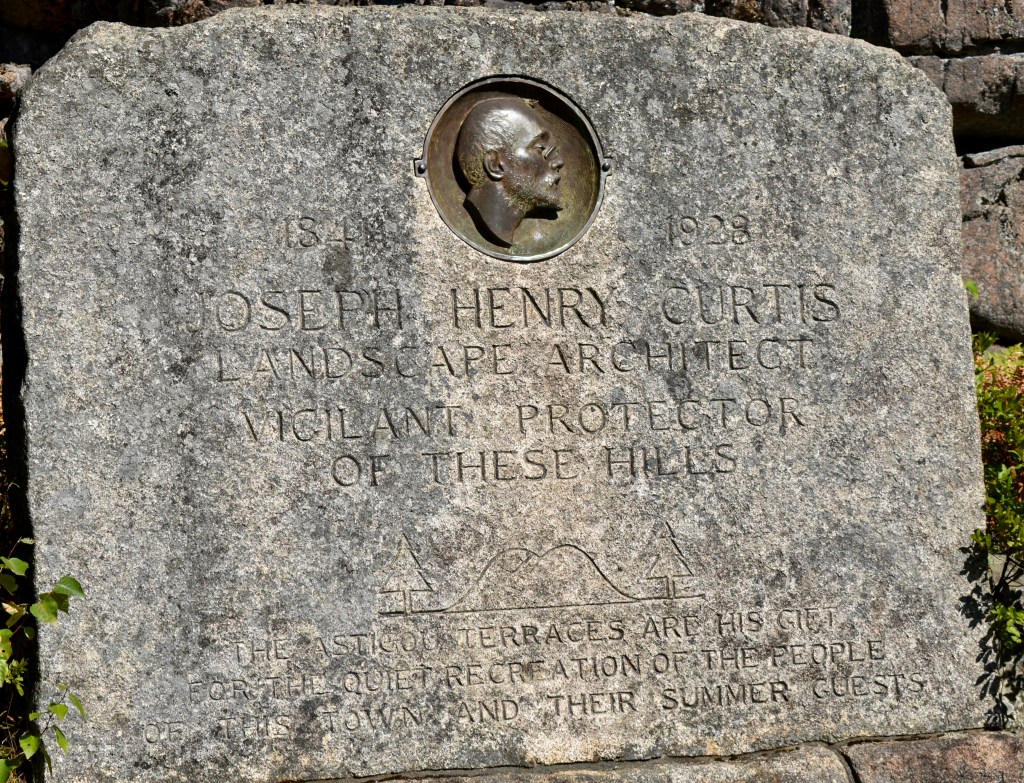 1841 1928
JOSEPH HENRY CURTIS
LANDSCAPE ARCHITECT
VIGILANT PROTECTOR
OF THESE HILLS
THE ASTICOU TERRACES ARE HIS GIFT
FOR THE QUIET RECREATION OF THE PEOPLE
OF THIS TOWN AND THEIR SUMMER GUESTS